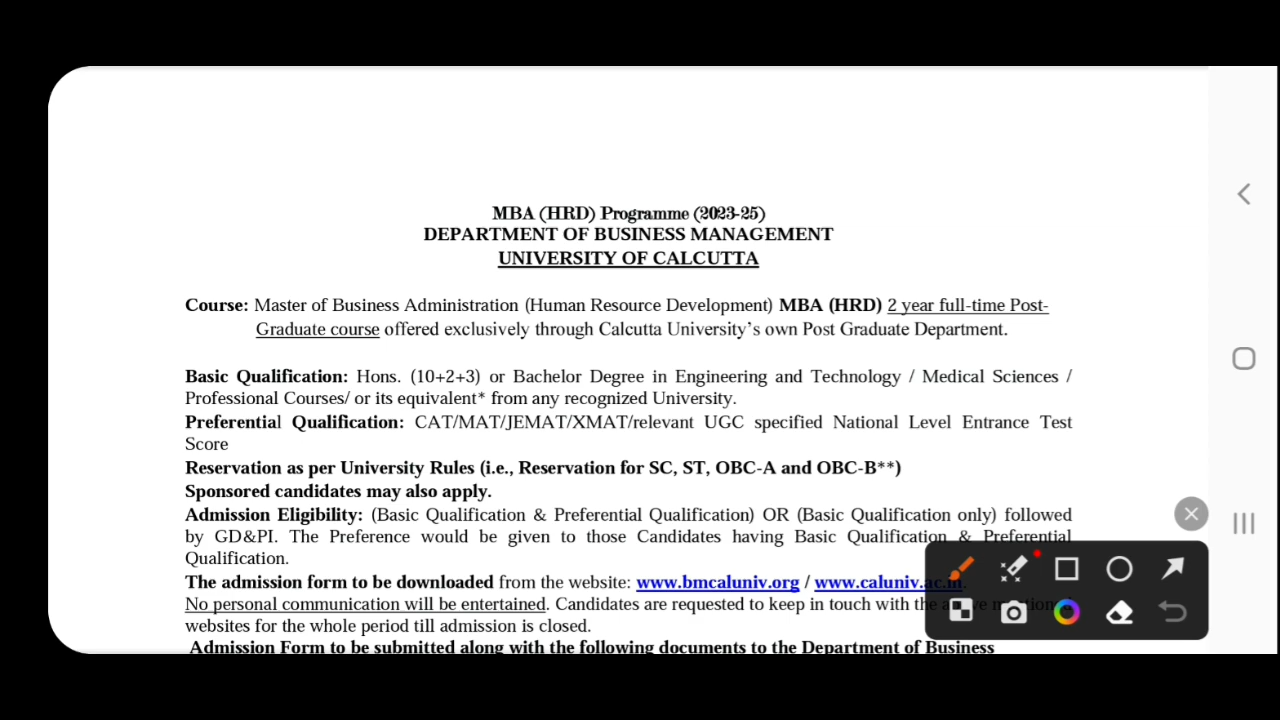 MBA (HRD) Programme (2023-25)
DEPARTMENT OF BUSINESS MANAGEMENT
UNIVERSITY OF CALCUTTA
Course: Master of Business Administration (Human Resource Development) MBA (HRD) 2 year full-time Post-
Graduate course offered exclusively through Calcutta University's own Post Graduate Department.
Basic Qualification: Hons. (10+2+3) or Bachelor Degree in Engineering and Technology / Medical Sciences /
Professional Courses/ or its equivalent* from any recognized University.
Preferential Qualification: CAT/MAT/JEMAT/XMAT/relevant UGC specified National Level Entrance Test
Score
Reservation as per University Rules (i.e., Reservation for SC, ST, OBC-A and OBC-B**)
Sponsored candidates may also apply.
Admission Eligibility: (Basic Qualification & Preferential Qualification) OR (Basic Qualification only) followed
by GD&PI. The Preference would be given to those Candidates having Basic Qualification & Preferential
Qualification.
The admission form to be downloaded from the website: www.bmcaluniv.org / www.caluniv.ac.in.
No personal communication will be entertained. Candidates are requested to keep in touch with the
websites for the whole period till admission is closed.
Admission Form to be submitted along with the following documents to the Department of Business